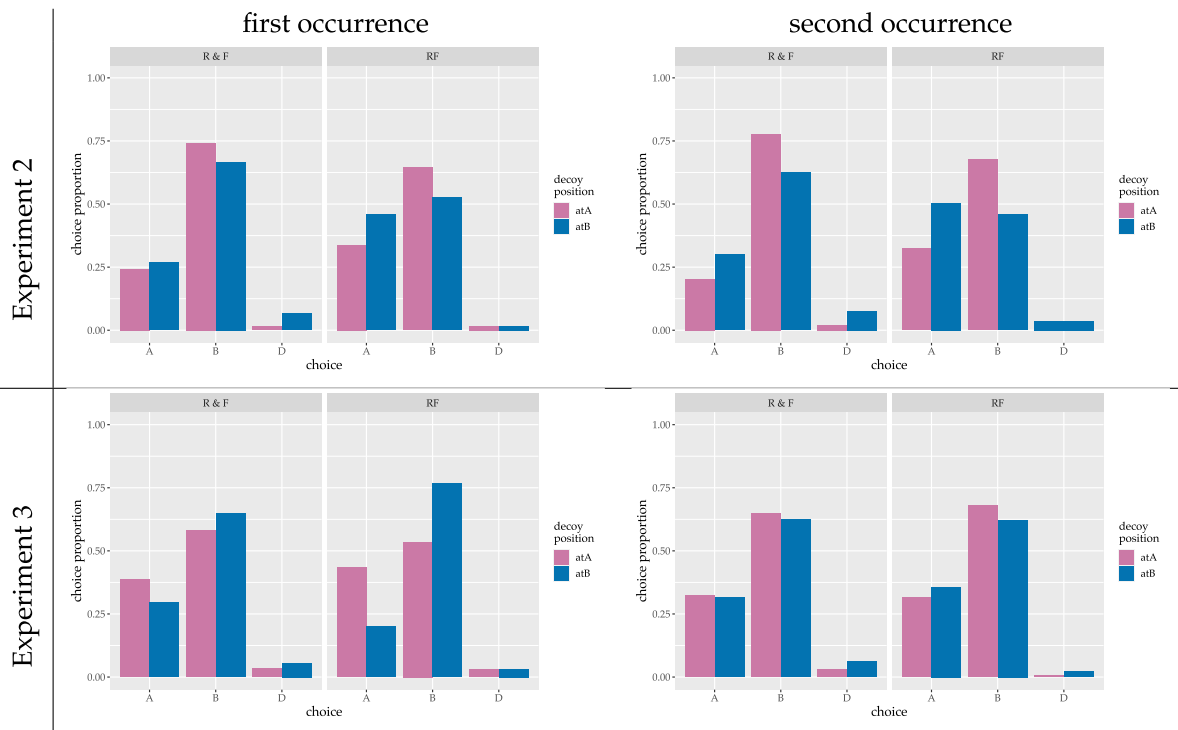 first occurrence
second occurrence
Experiment 2
R & F
RF
1.00
0.75
0.50
0.25
0.00
choice proportion
A
B
D
A
B
D
choice
decoy
position
atA
atB
R & F
RF
1.00
0.75
0.50
0.25
0.00
choice proportion
A
B
D
A
B
D
choice
decoy
position
atA
atB
Experiment 3
R & F
RF
1.00
0.75
0.50
0.25
0.00
choice proportion
A
B
D
A
B
D
choice
decoy
position
atA
atB
R & F
RF
1.00
0.75
0.50
0.25
0.00
choice proportion
A
B
D
A
B
D
choice
decoy
position
atA
atB